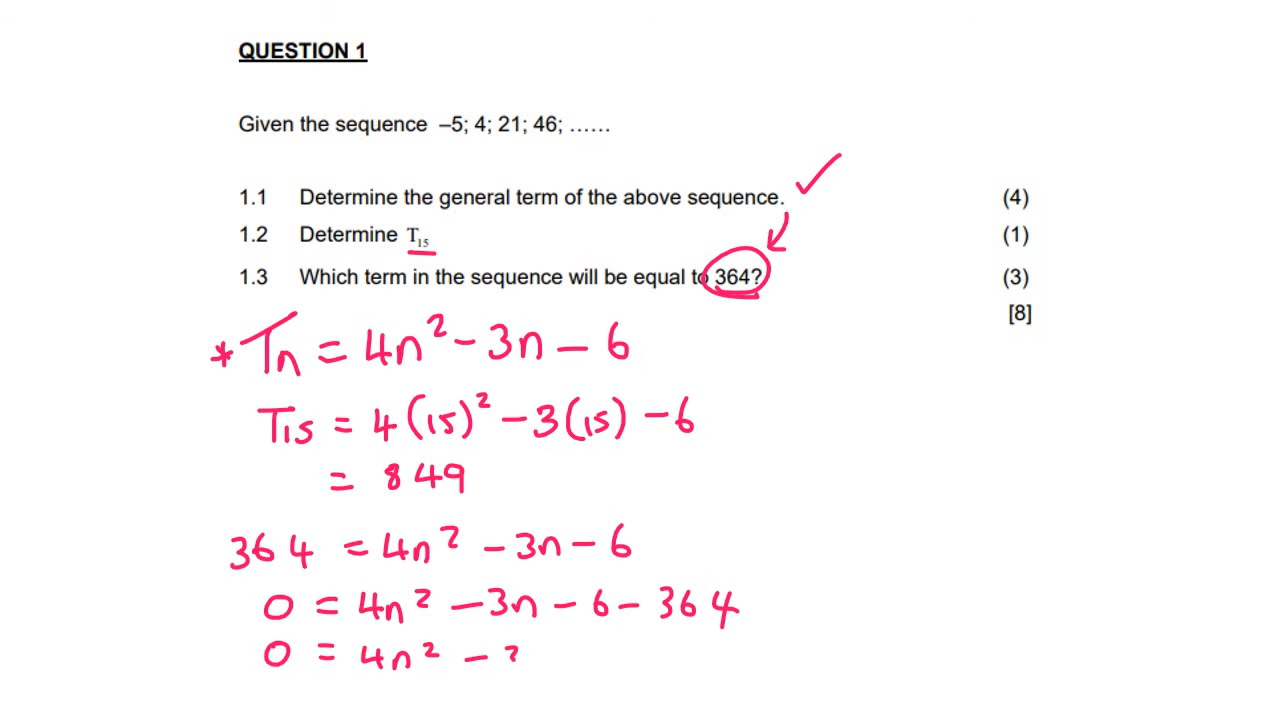 QUESTION 1
Given the sequence –5; 4; 21; 46; ……
1.1 Determine the general term of the above sequence. (4)
1.2 Determine T₁₅ (1)
1.3 Which term in the sequence will be equal to 364? (3)
[8]
* Tn = 4n² - 3n - 6
T15 = 4(15)² - 3(15) - 6
= 849
364 = 4n² - 3n - 6
0 = 4n² - 3n - 6 - 364
0 = 4n² -